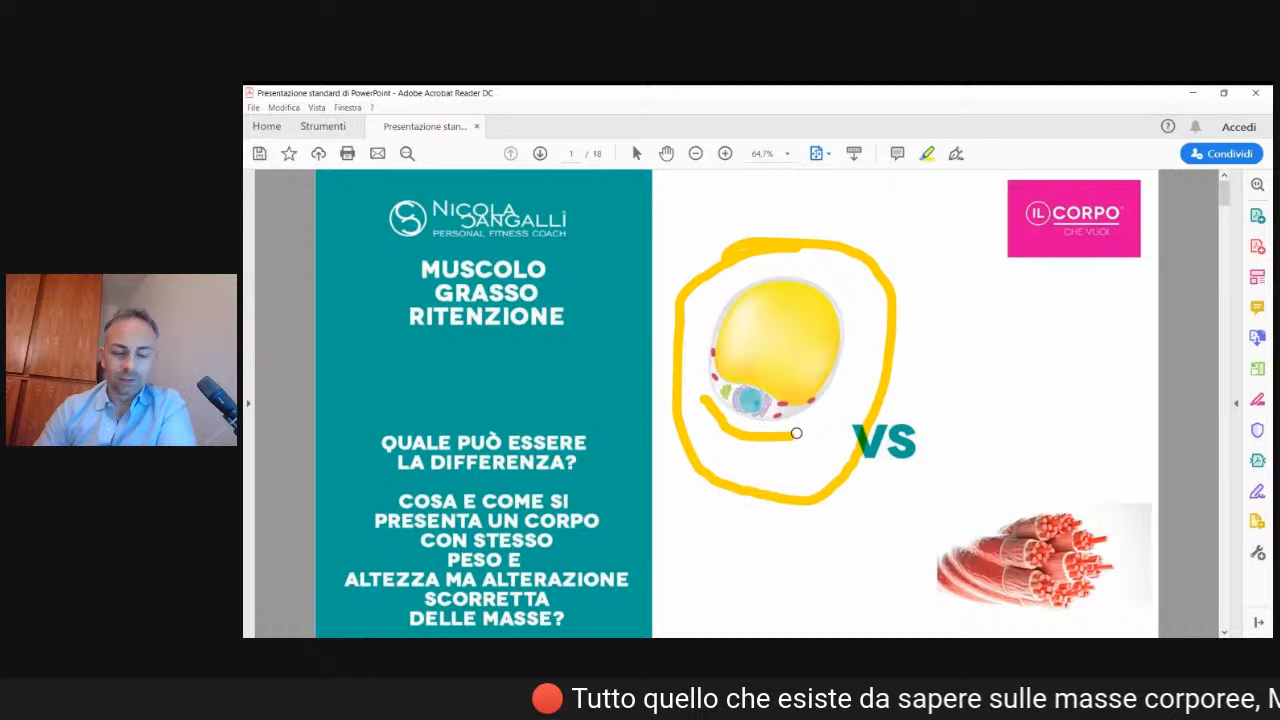 Presentazione standard di PowerPoint - Adobe Acrobat Reader DC
File Modifica Vista Finestra ?
Home Strumenti Presentazione stan... × Accedi
1 / 18 64,7% Condividi
NICOLA
SANGALLI
PERSONAL FITNESS COACH
IL CORPO
CHE VUOI
MUSCOLO
GRASSO
RITENZIONE
QUALE PUÒ ESSERE
LA DIFFERENZA?
COSA E COME SI
PRESENTA UN CORPO
CON STESSO
PESO E
ALTEZZA MA ALTERAZIONE
SCORRETTA
DELLE MASSE?
VS
Tutto quello che esiste da sapere sulle masse corporee, M